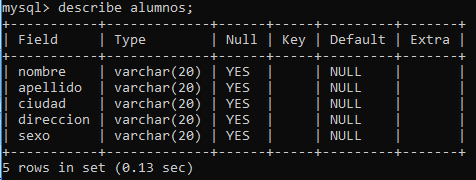 mysql> describe alumnos;
+-----------+-------------+------+-----+---------+-------+
| Field     | Type        | Null | Key | Default | Extra |
+-----------+-------------+------+-----+---------+-------+
| nombre    | varchar(20) | YES  |     | NULL    |       |
| apellido  | varchar(20) | YES  |     | NULL    |       |
| ciudad    | varchar(20) | YES  |     | NULL    |       |
| direccion | varchar(20) | YES  |     | NULL    |       |
| sexo      | varchar(20) | YES  |     | NULL    |       |
+-----------+-------------+------+-----+---------+-------+
5 rows in set (0.13 sec)